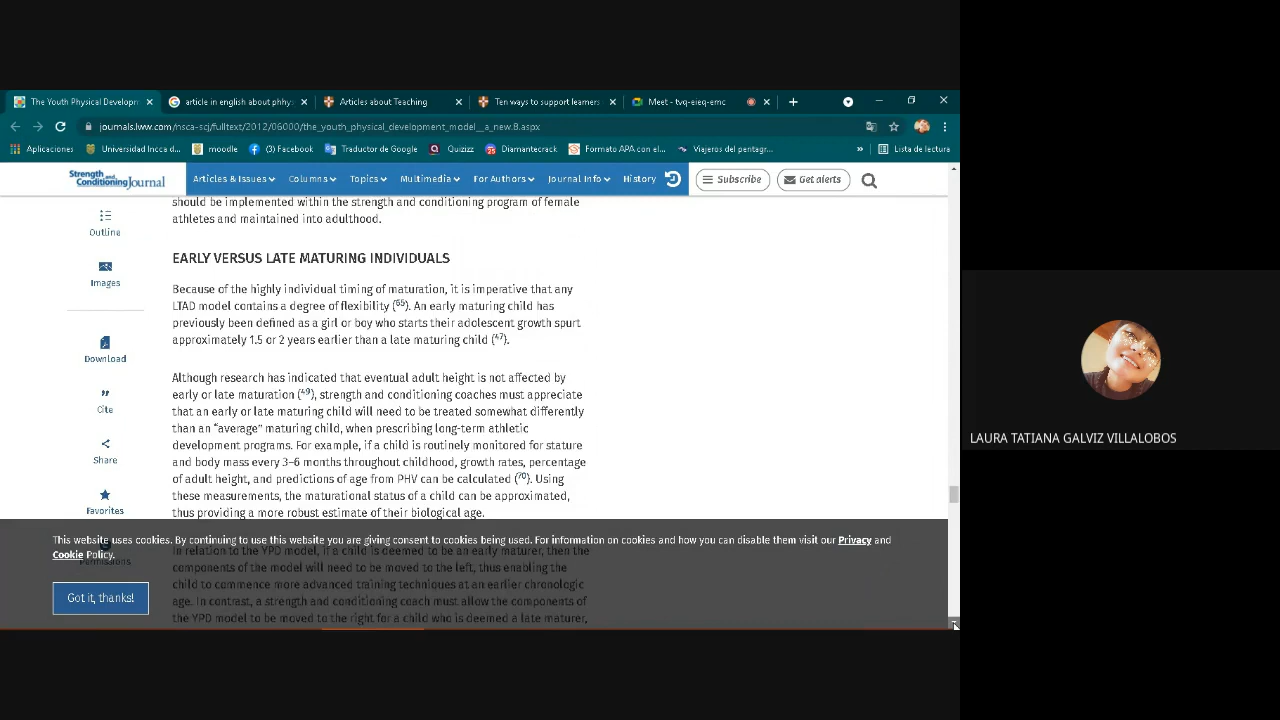 The Youth Physical Developm
article in english about phhys
Articles about Teaching
Ten ways to support learners
Meet - tvq-eieq-emc
journals.lww.com/nsca-scj/fulltext/2012/06000/the_youth_physical_development_model__a_new.8.aspx
Aplicaciones
Universidad Incca d...
moodle
(3) Facebook
Traductor de Google
Quizizz
Diamantecrack
Formato APA con el...
Viajeros del pentagr...
»
Lista de lectura
Strength and Conditioning Journal
Articles & Issues
Columns
Topics
Multimedia
For Authors
Journal Info
History
Subscribe
Get alerts
should be implemented within the strength and conditioning program of female
athletes and maintained into adulthood.
Outline
Images
Download
Cite
Share
Favorites
Permissions
EARLY VERSUS LATE MATURING INDIVIDUALS
Because of the highly individual timing of maturation, it is imperative that any
LTAD model contains a degree of flexibility (65). An early maturing child has
previously been defined as a girl or boy who starts their adolescent growth spurt
approximately 1.5 or 2 years earlier than a late maturing child (47).
Although research has indicated that eventual adult height is not affected by
early or late maturation (49), strength and conditioning coaches must appreciate
that an early or late maturing child will need to be treated somewhat differently
than an “average” maturing child, when prescribing long-term athletic
development programs. For example, if a child is routinely monitored for stature
and body mass every 3–6 months throughout childhood, growth rates, percentage
of adult height, and predictions of age from PHV can be calculated (70). Using
these measurements, the maturational status of a child can be approximated,
thus providing a more robust estimate of their biological age.
In relation to the YPD model, if a child is deemed to be an early maturer, then the
components of the model will need to be moved to the left, thus enabling the
child to commence more advanced training techniques at an earlier chronologic
age. In contrast, a strength and conditioning coach must allow the components of
the YPD model to be moved to the right for a child who is deemed a late maturer,
This website uses cookies. By continuing to use this website you are giving consent to cookies being used. For information on cookies and how you can disable them visit our Privacy and
Cookie Policy.
Got it, thanks!
LAURA TATIANA GALVIZ VILLALOBOS